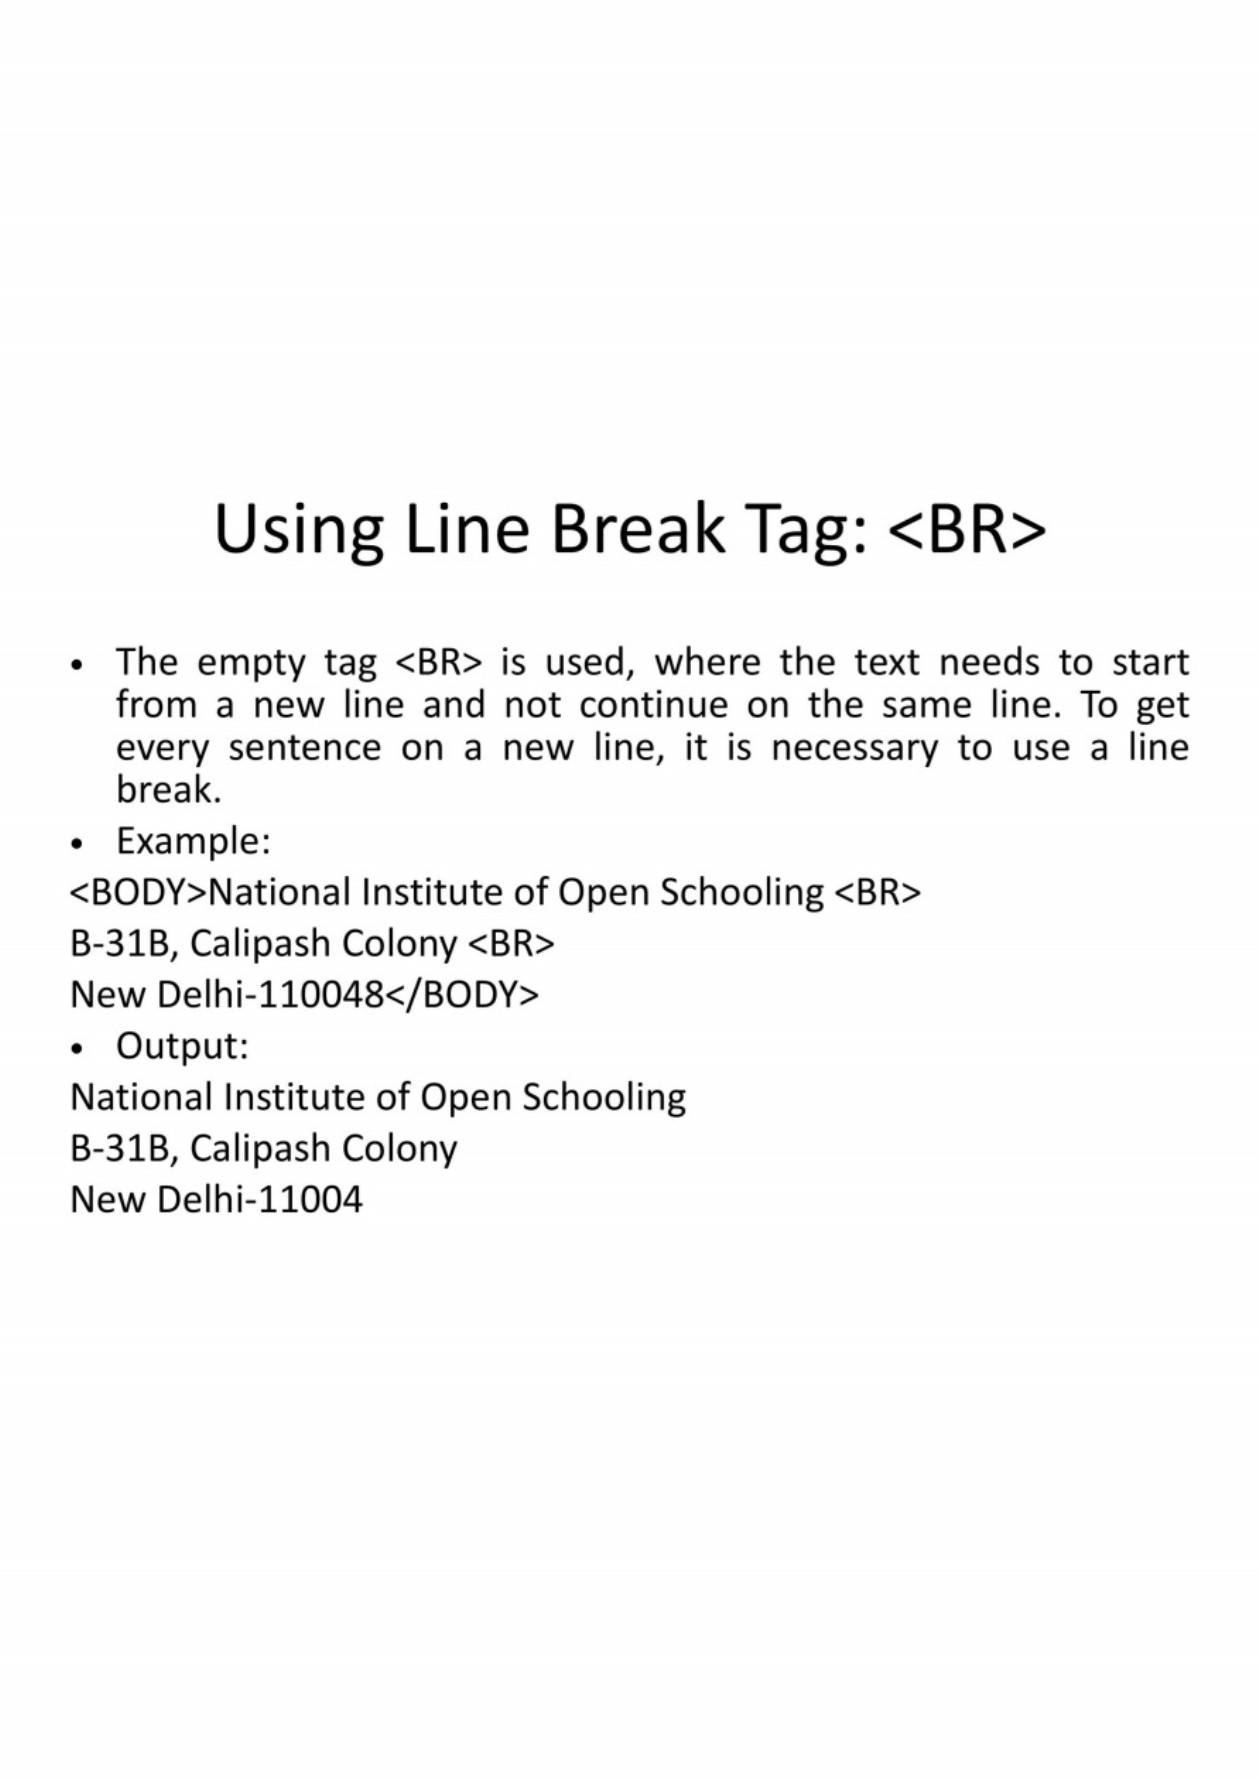 Using Line Break Tag: <BR>
• The empty tag <BR> is used, where the text needs to start
from a new line and not continue on the same line. To get
every sentence on a new line, it is necessary to use a line
break.
• Example:
<BODY>National Institute of Open Schooling <BR>
B-31B, Calipash Colony <BR>
New Delhi-110048</BODY>
• Output:
National Institute of Open Schooling
B-31B, Calipash Colony
New Delhi-11004